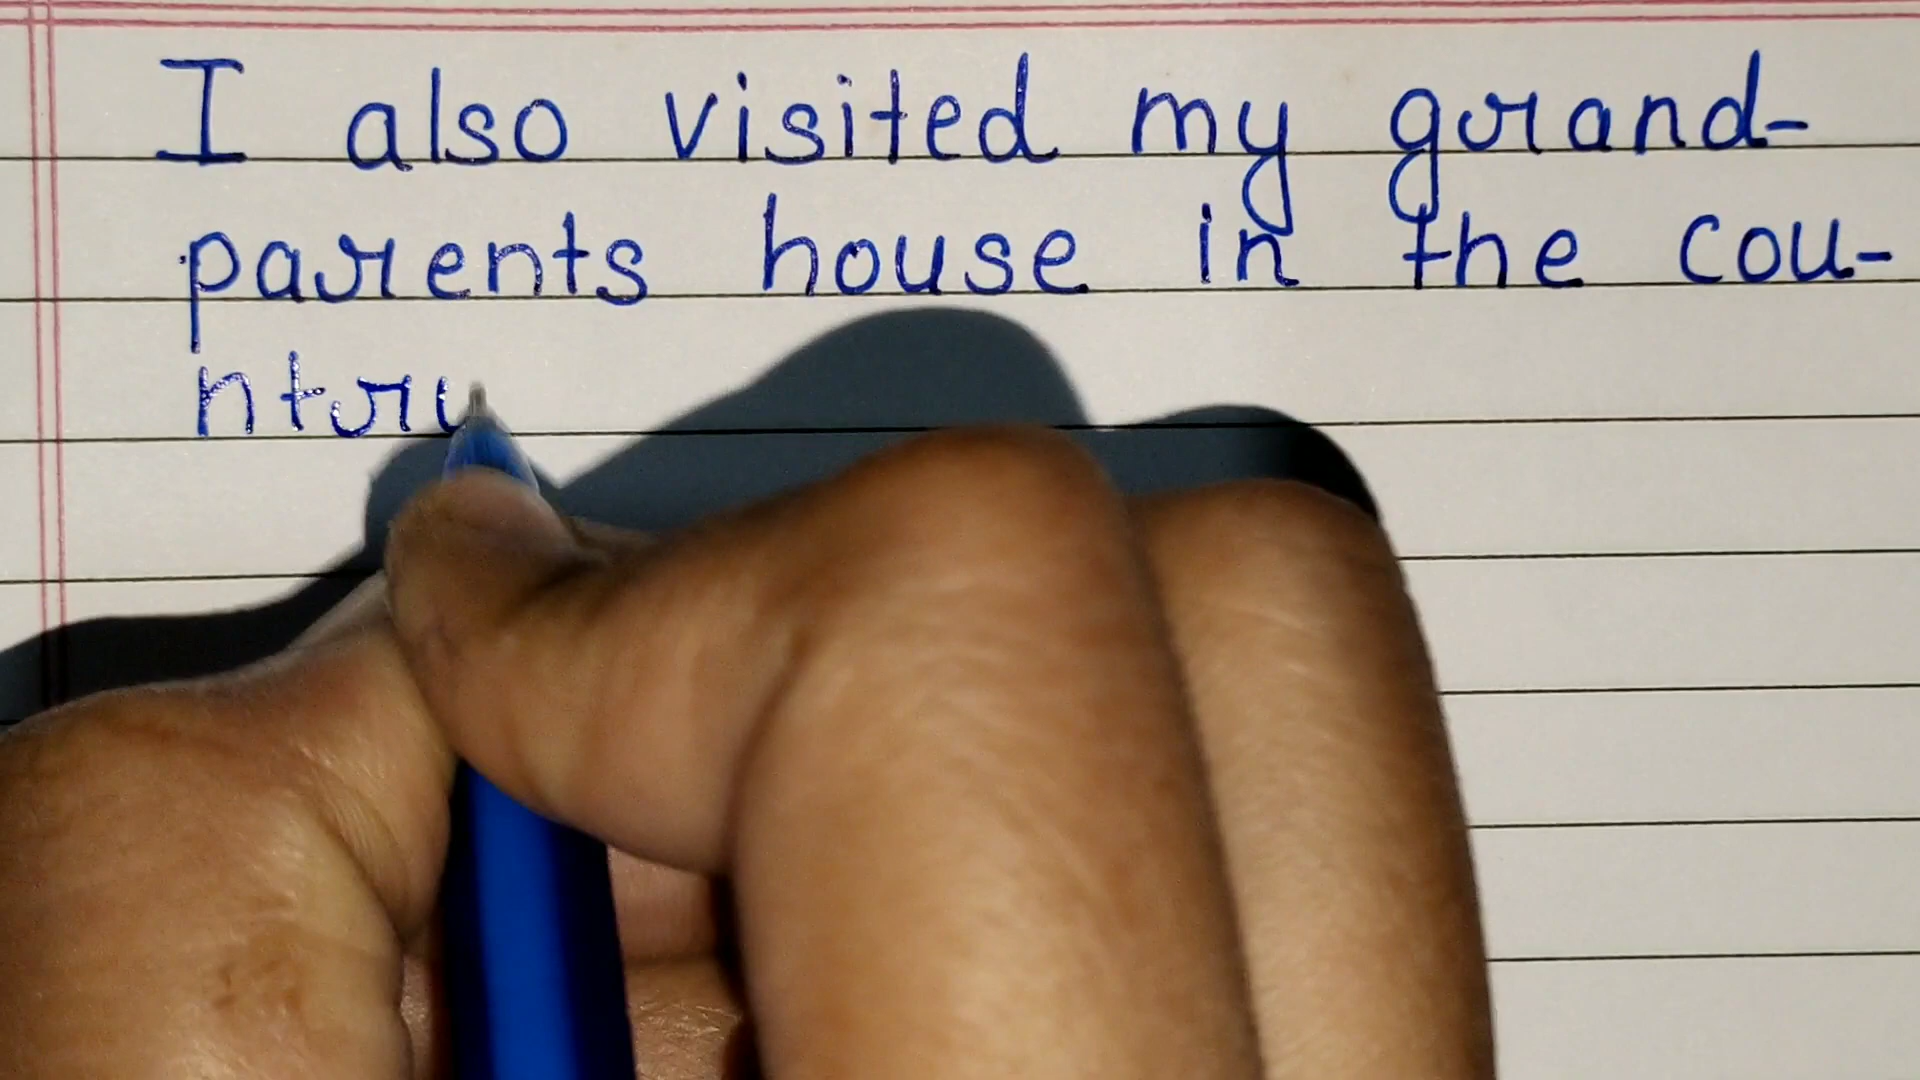 I also visited my grand-
parents house in the cou-
ntry